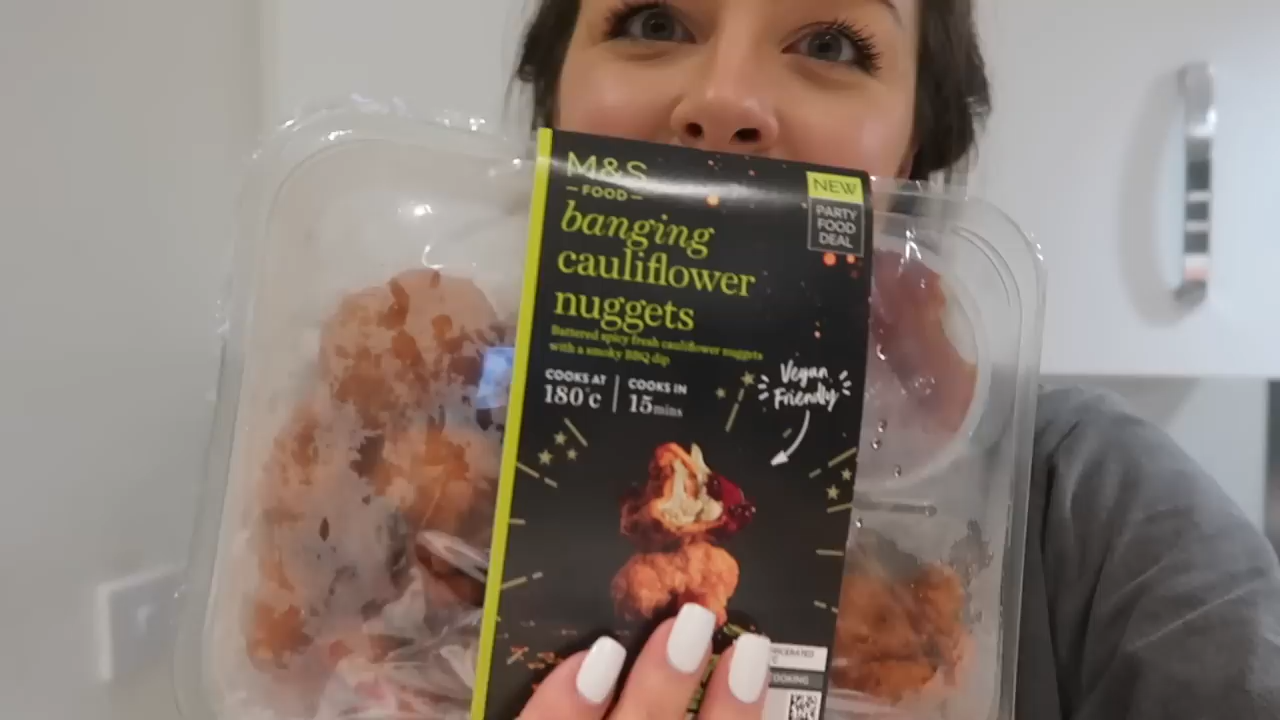 M&S
FOOD
NEW
PARTY
FOOD
DEAL
banging
cauliflower
nuggets
Battered spicy fresh cauliflower nuggets
with a smoky BBQ dip
COOKS AT
180°c
COOKS IN
15mins
Vegan
Friendly
COOKING